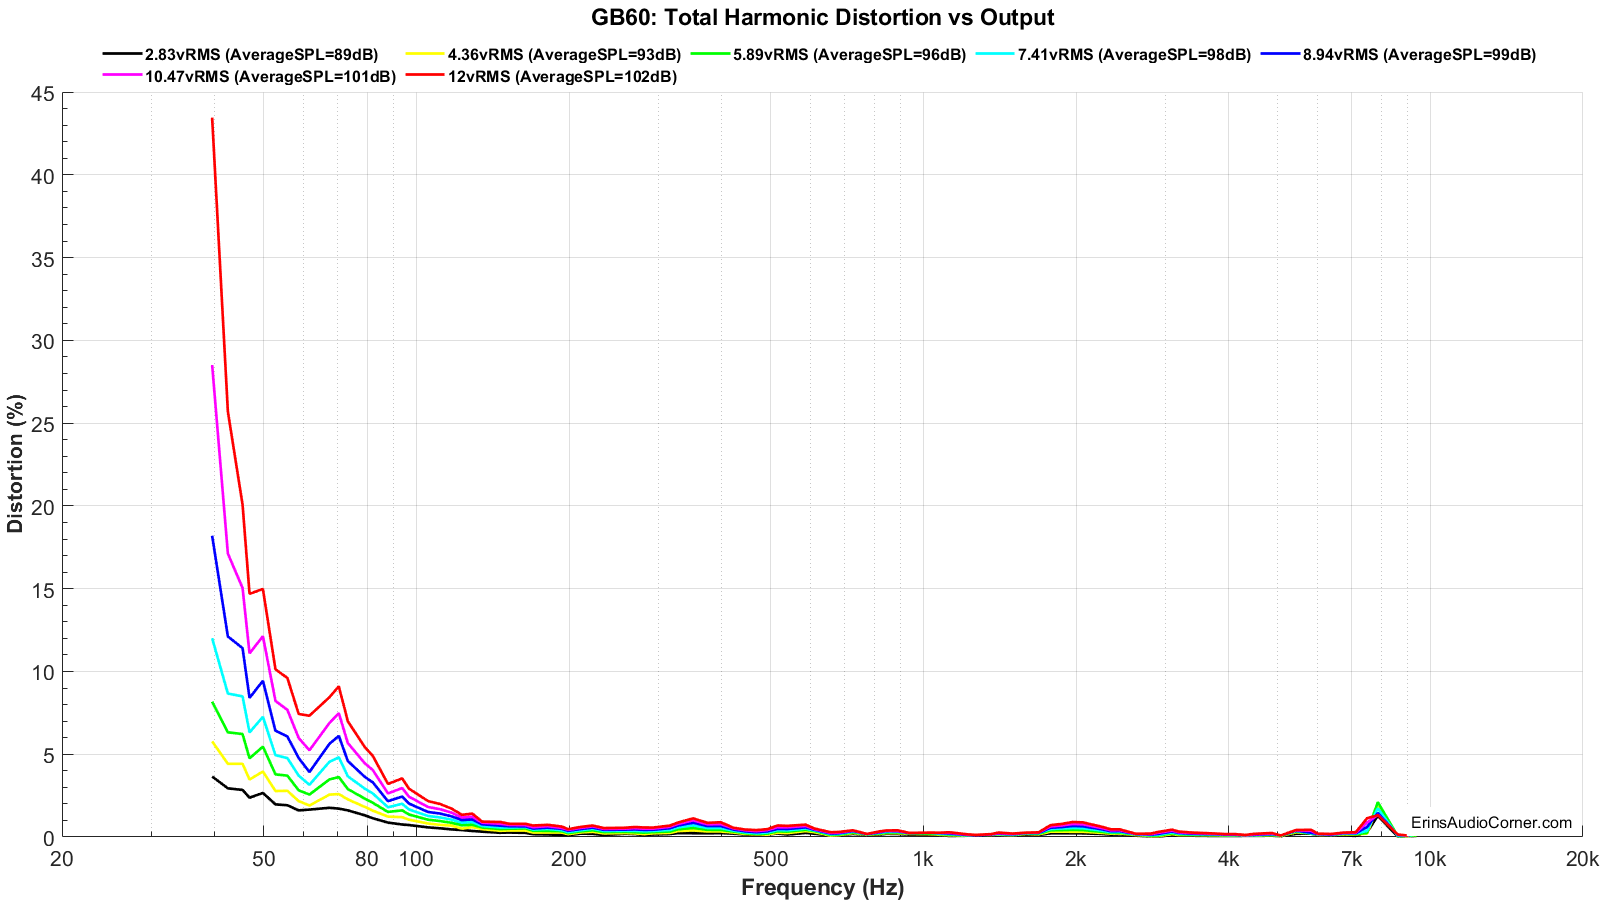 GB60: Total Harmonic Distortion vs Output
2.83vRMS (AverageSPL=89dB) 4.36vRMS (AverageSPL=93dB) 5.89vRMS (AverageSPL=96dB) 7.41vRMS (AverageSPL=98dB) 8.94vRMS (AverageSPL=99dB)
10.47vRMS (AverageSPL=101dB) 12vRMS (AverageSPL=102dB)
45
40
35
30
25
20
15
10
5
0
Distortion (%)
ErinsAudioCorner.com
20 50 80 100 200 500 1k 2k 4k 7k 10k 20k
Frequency (Hz)